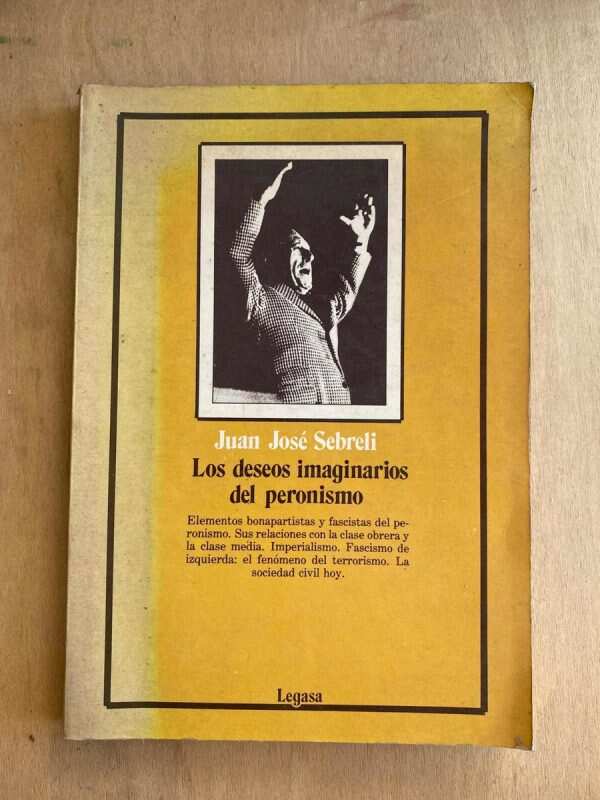 Juan José Sebreli
Los deseos imaginarios
del peronismo
Elementos bonapartistas y fascistas del pe-
ronismo. Sus relaciones con la clase obrera y
la clase media. Imperialismo. Fascismo de
izquierda: el fenómeno del terrorismo. La
sociedad civil hoy.
Legasa